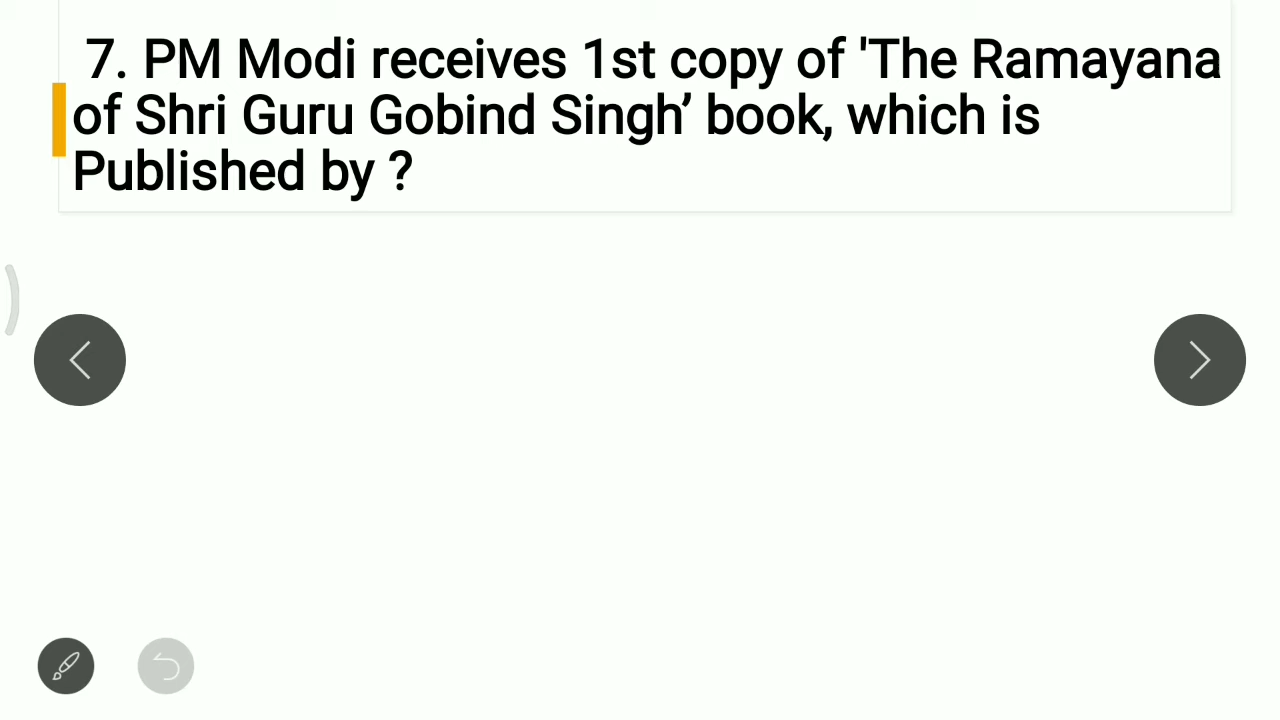 7. PM Modi receives 1st copy of 'The Ramayana
of Shri Guru Gobind Singh’ book, which is
Published by ?